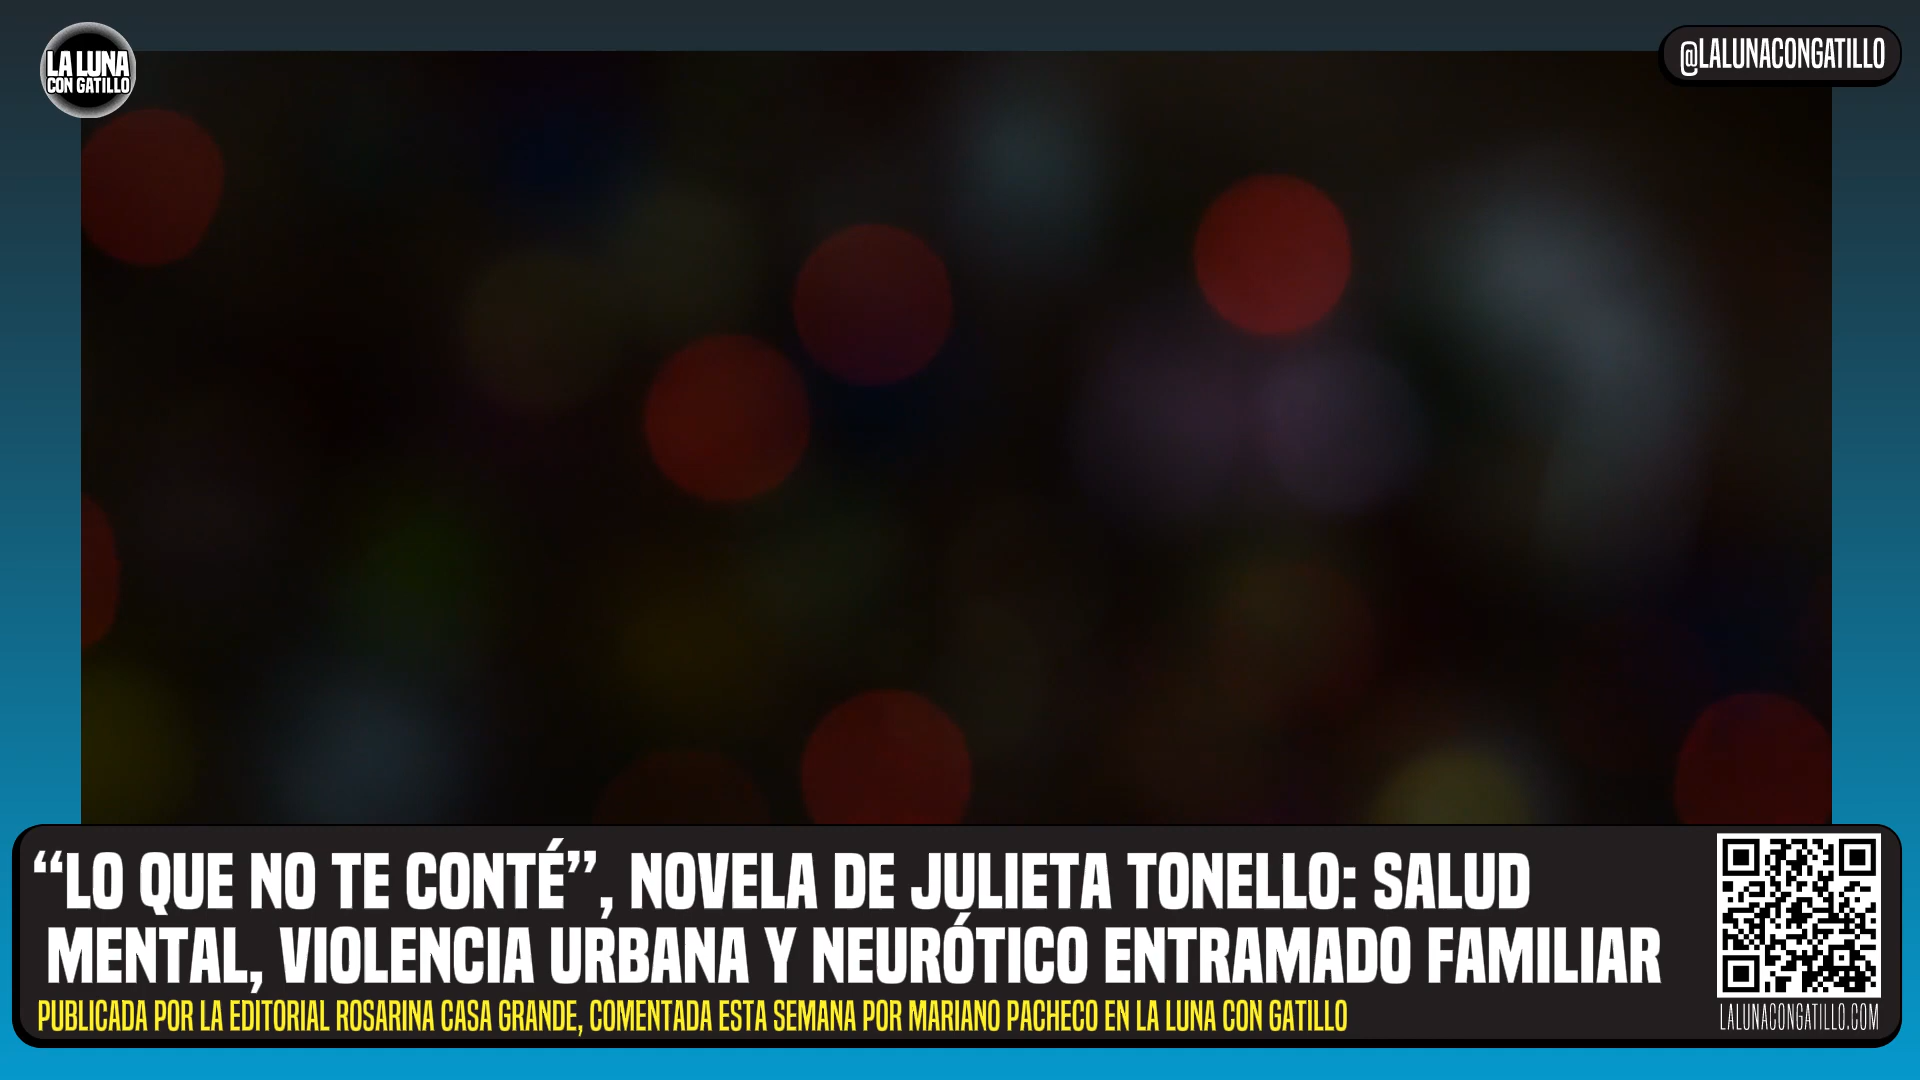 LA LUNA
CON GATILLO
@LALUNACONGATILLO
“LO QUE NO TE CONTÉ”, NOVELA DE JULIETA TONELLO: SALUD
MENTAL, VIOLENCIA URBANA Y NEURÓTICO ENTRAMADO FAMILIAR
PUBLICADA POR LA EDITORIAL ROSARINA CASA GRANDE, COMENTADA ESTA SEMANA POR MARIANO PACHECO EN LA LUNA CON GATILLO
LALUNACONGATILLO.COM